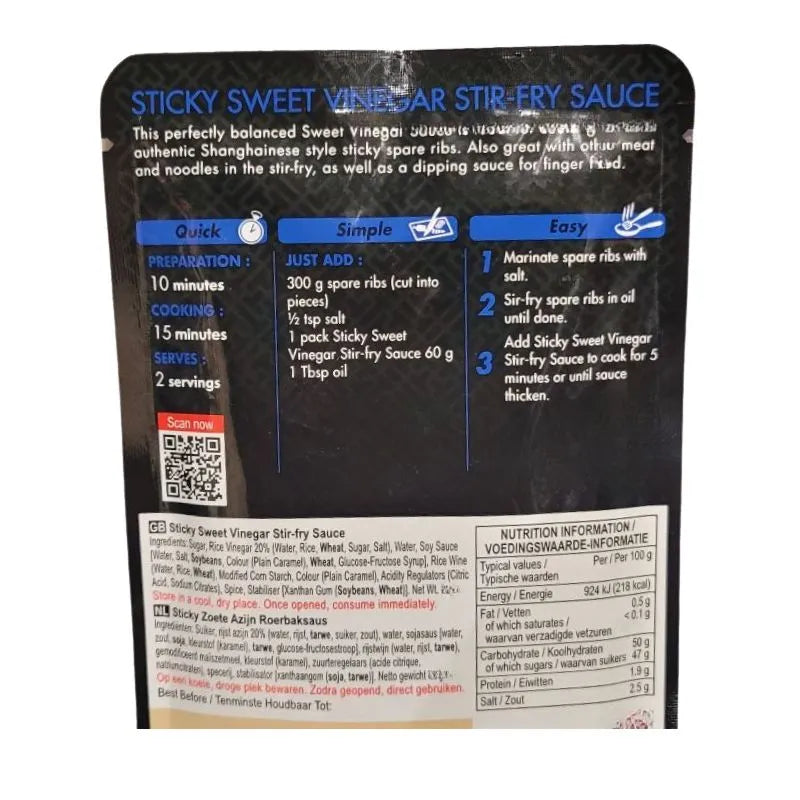 STICKY SWEET VINEGAR STIR-FRY SAUCE
This perfectly balanced Sweet Vinegar
authentic Shanghainese style sticky spare ribs. Also great with other meat
and noodles in the stir-fry, as well as a dipping sauce for finger food.
Quick
Simple
Easy
PREPARATION :
10 minutes
COOKING :
15 minutes
SERVES :
2 servings
Scan now
JUST ADD :
300 g spare ribs (cut into
pieces)
½ tsp salt
1 pack Sticky Sweet
Vinegar Stir-fry Sauce 60 g
1 Tbsp oil
1 Marinate spare ribs with
salt.
2 Sir-fry spare ribs in oil
until done.
3 Add Sticky Sweet Vinegar
Stir-fry Sauce to cook for 5
minutes or until sauce
thicken.
GB Sticky Sweet Vinegar Stir-fry Sauce
Ingredients: Sugar, Rice Vinegar 20% (Water, Rice, Wheat, Sugar, Salt), Water, Soy Sauce
[Water, Salt, Soybeans, Colour (Plain Caramel), Wheat, Glucose-Fructose Syrup], Rice Wine
(Water, Rice, Wheat), Modified Corn Starch, Colour (Plain Caramel), Acidity Regulators (Citric
Acid, Sodium Citrates), Spice, Stabiliser [Xanthan Gum (Soybeans, Wheat)]. Net Wt.
Store in a cool, dry place. Once opened, consume immediately.
NL Sticky Zoete Azijn Roerbaksaus
Ingrediënten: Suiker, rijst azijn 20% (water, rijst, tarwe, suiker, zout), water, sojasaus [water,
zout, soja, kleurstof (karamel), tarwe, glucose-fructosestroop], rijstwijn (water, rijst, tarwe),
gemodificeerd maïszetmeel, kleurstof (karamel), zuurteregelaars (acide citrique,
natriumcitraten), specerij, stabilisator [xanthaangom (soja, tarwe)]. Netto gewicht
Op een koele, droge plek bewaren. Zodra geopend, direct gebruiken.
Best Before / Tenminste Houdbaar Tot:
NUTRITION INFORMATION /
VOEDINGSWAARDE-INFORMATIE
Typical values / Per / Per 100 g
Typische waarden
Energy / Energie 924 kJ (218 kcal)
Fat / Vetten 0.5 g
of which saturates / <0.1 g
waarvan verzadigde vetzuren
Carbohydrate / Koolhydraten 50 g
of which sugars / waarvan suikers 47 g
Protein / Eiwitten 1.9 g
Salt / Zout 2.5 g